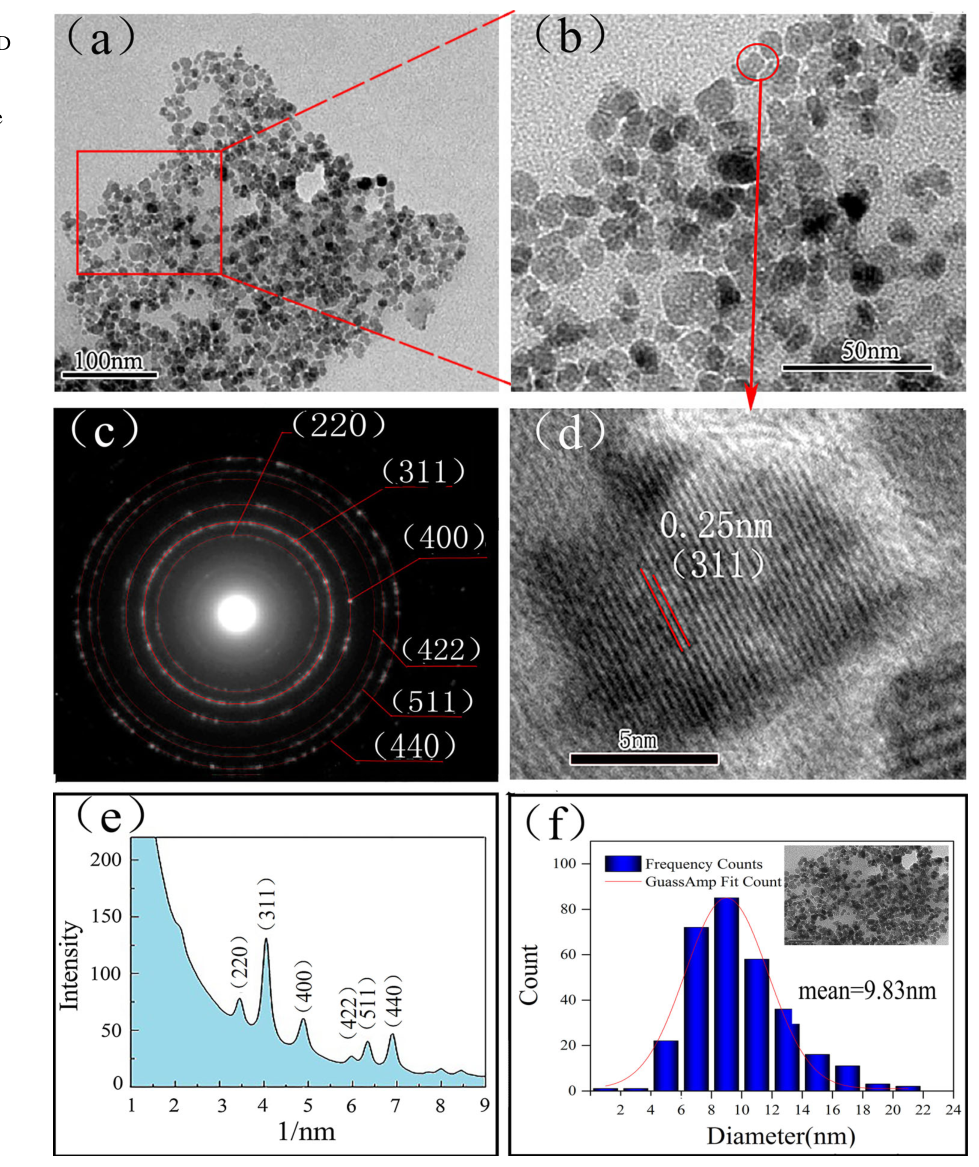 D
e
(a)
100nm
(b)
50nm
(c)
(220)
(311)
(400)
(422)
(511)
(440)
(d)
0.25nm
(311)
5nm
(e)
Intensity
200
150
100
50
0
(220)
(311)
(400)
(422)
(511)
(440)
1 2 3 4 5 6 7 8 9
1/nm
(f)
Count
100
80
60
40
20
0
Frequency Counts
GuassAmp Fit Count
mean=9.83nm
2 4 6 8 10 12 14 16 18 20 22 24
Diameter(nm)